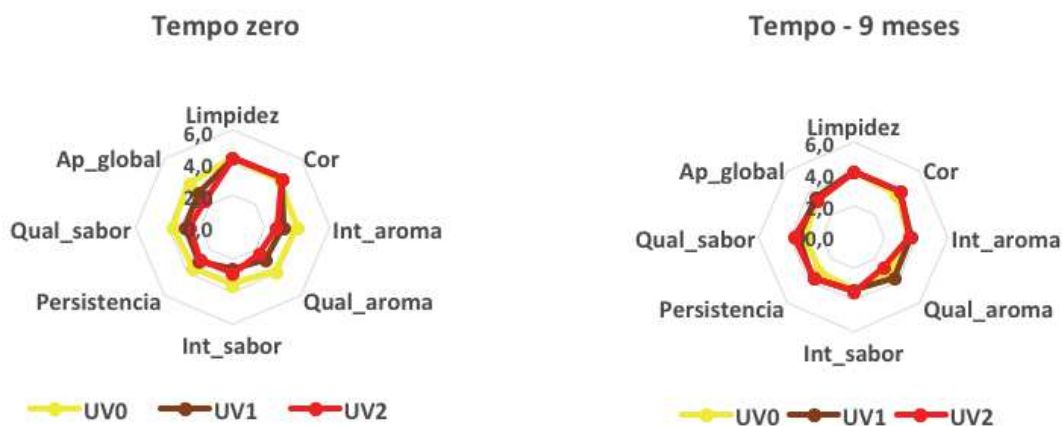 Tempo zero
Limpidez
6,0
Ap_global
4,0
Cor
2,0
Qual_sabor
0,0
Int_aroma
Persistencia
Qual_aroma
Int_sabor
UV0
UV1
UV2
Tempo - 9 meses
Limpidez
6,0
Ap_global
4,0
Cor
2,0
Qual_sabor
0,0
Int_aroma
Persistencia
Qual_aroma
Int_sabor
UV0
UV1
UV2